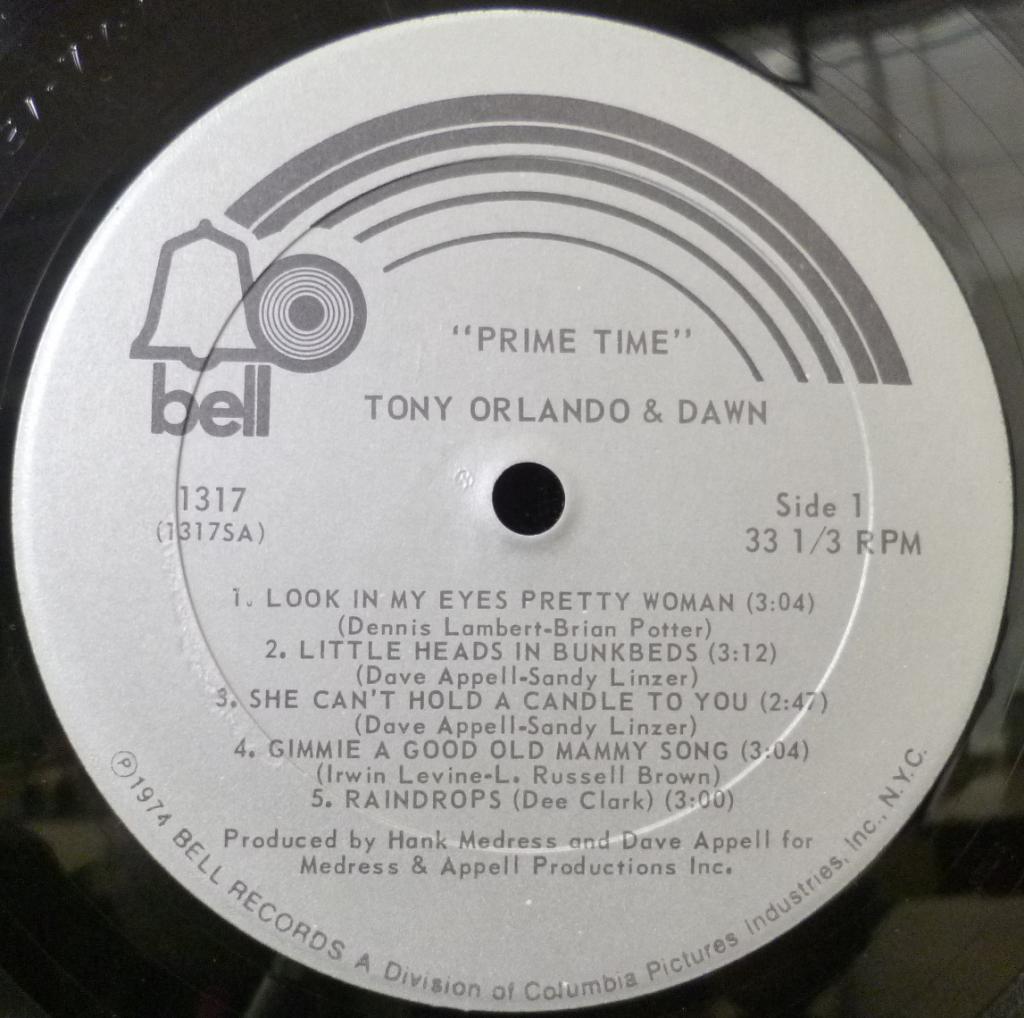 "PRIME TIME"
TONY ORLANDO & DAWN
bell
1317
(1317SA)
Side 1
33 1/3 RPM
1. LOOK IN MY EYES PRETTY WOMAN (3:04)
(Dennis Lambert-Brian Potter)
2. LITTLE HEADS IN BUNKBEDS (3:12)
(Dave Appell-Sandy Linzer)
3. SHE CAN'T HOLD A CANDLE TO YOU (2:47)
(Dave Appell-Sandy Linzer)
4. GIMMIE A GOOD OLD MAMMY SONG (3:04)
(Irwin Levine-L. Russell Brown)
5. RAINDROPS (Dee Clark) (3:00)
Produced by Hank Medress and Dave Appell for
Medress & Appell Productions Inc.
Ⓟ1974 BELL RECORDS A Division of Columbia Pictures Industries, Inc., N.Y.C.